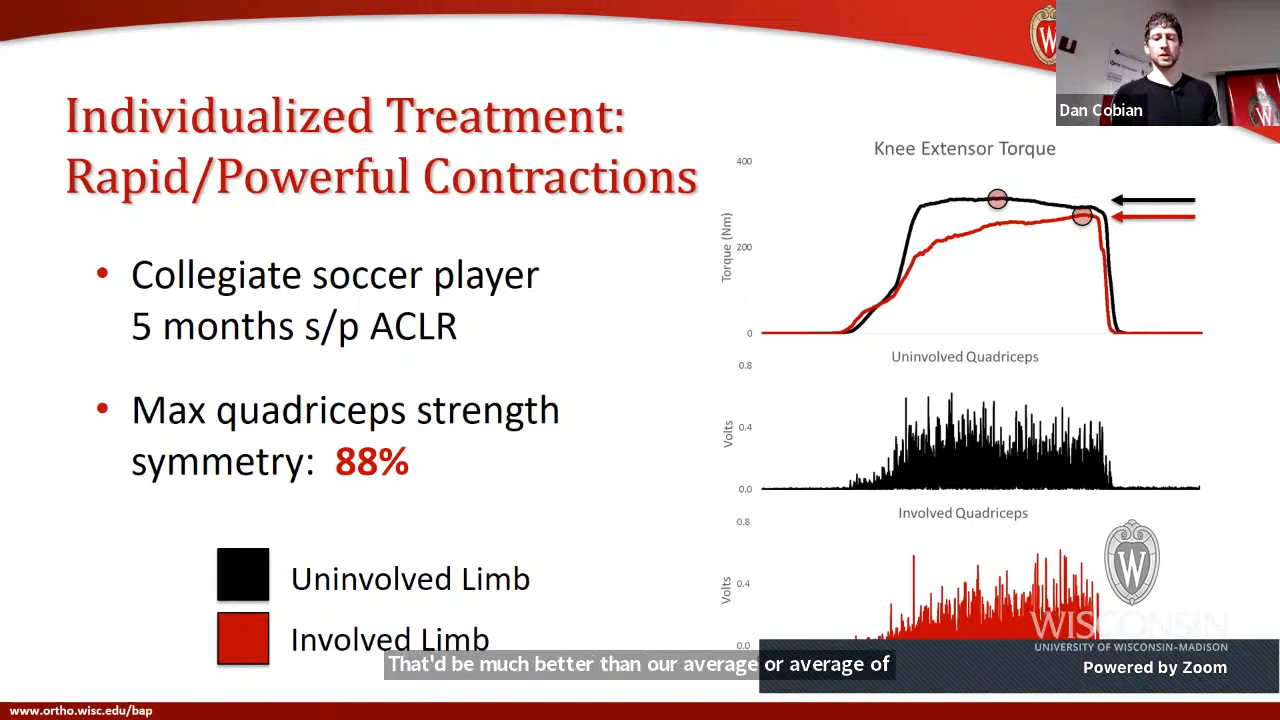 Dan Cobian
Individualized Treatment:
Rapid/Powerful Contractions
• Collegiate soccer player
5 months s/p ACLR
• Max quadriceps strength
symmetry: 88%
Uninvolved Limb
Involved Limb
Knee Extensor Torque
400
Torque (Nm)
200
0
Uninvolved Quadriceps
0.8
Volts
0.4
0.0
Involved Quadriceps
0.8
Volts
0.4
0.0
W
W
WISCONSIN
UNIVERSITY OF WISCONSIN–MADISON
Powered by Zoom
That'd be much better than our average or average of
www.ortho.wisc.edu/bap